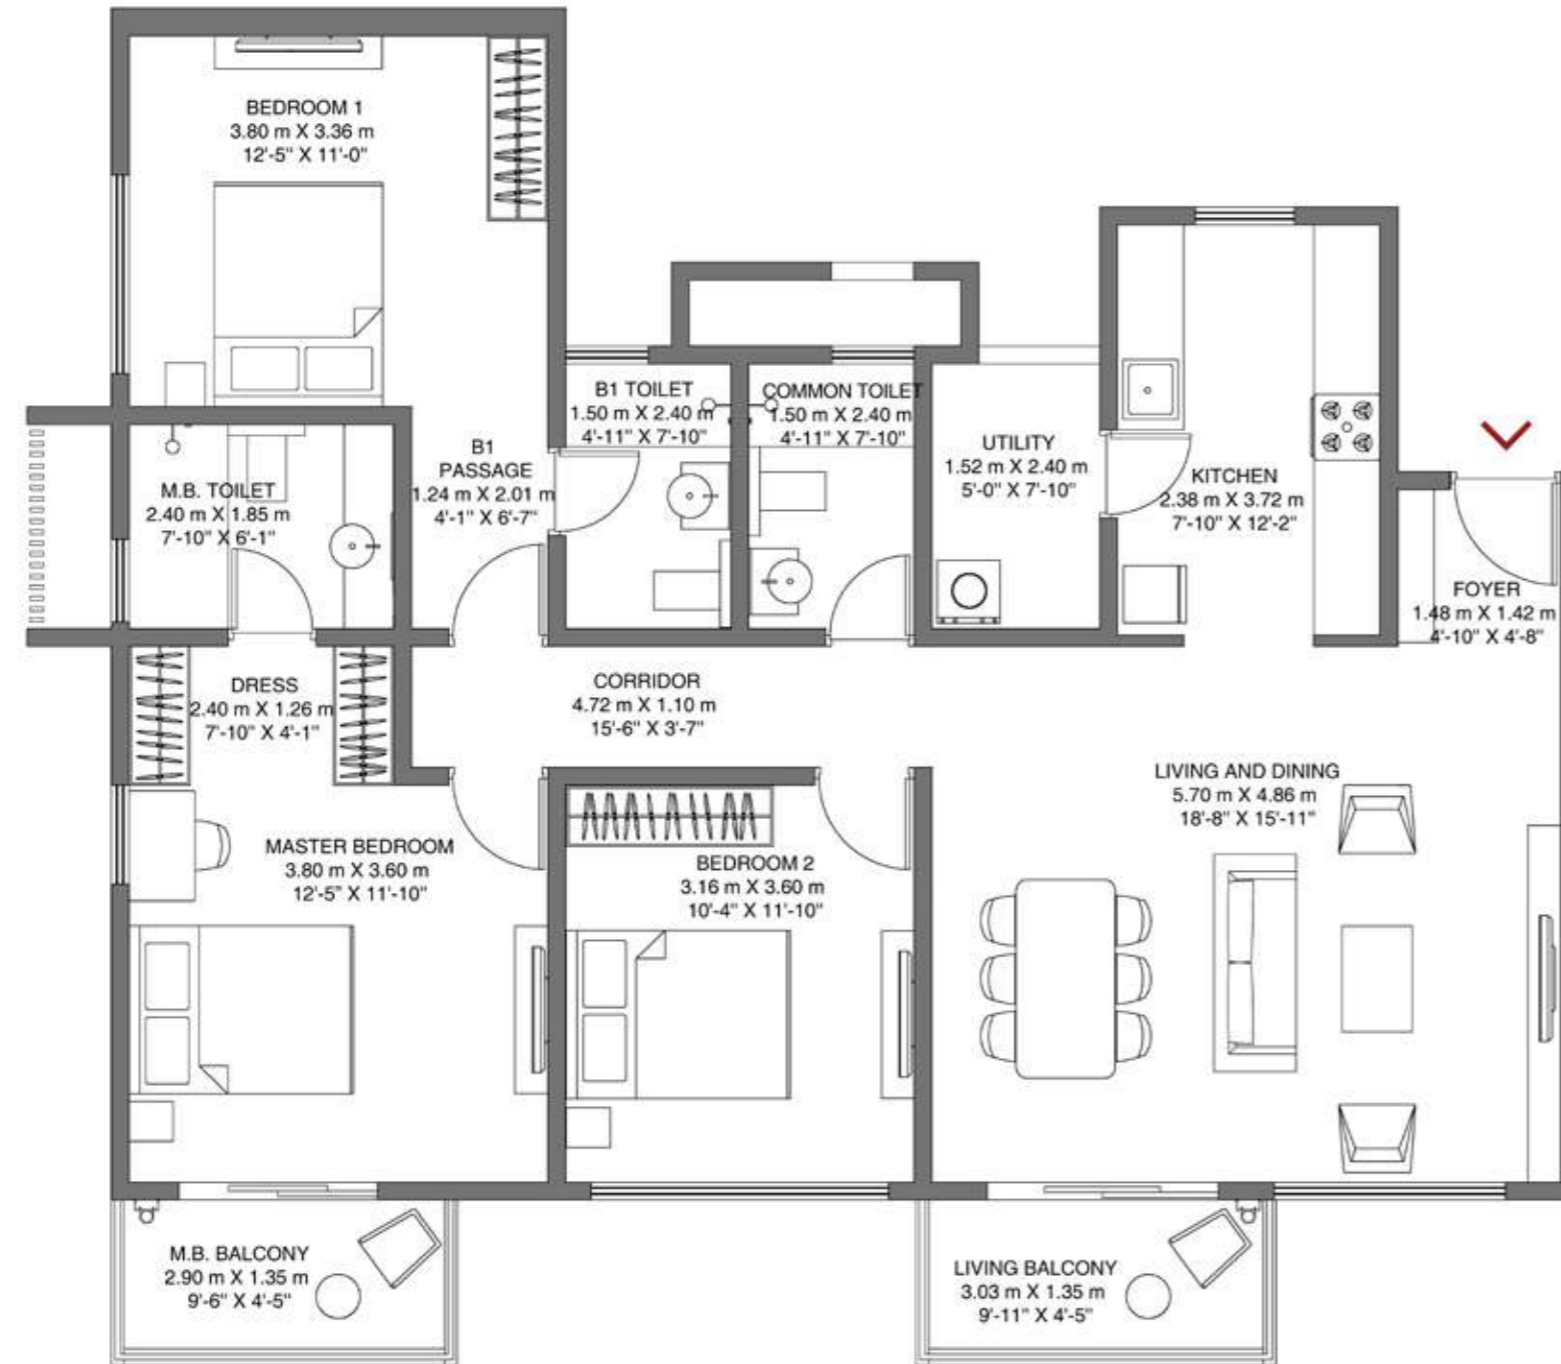 BEDROOM 1
3.80 m X 3.36 m
12'-5" X 11'-0"
B1 TOILET
1.50 m X 2.40 m
4'-11" X 7'-10"
COMMON TOILET
1.50 m X 2.40 m
4'-11" X 7'-10"
B1
PASSAGE
1.24 m X 2.01 m
4'-1" X 6'-7"
UTILITY
1.52 m X 2.40 m
5'-0" X 7'-10"
KITCHEN
2.38 m X 3.72 m
7'-10" X 12'-2"
M.B. TOILET
2.40 m X 1.85 m
7'-10" X 6'-1"
FOYER
1.48 m X 1.42 m
4'-10" X 4'-8"
DRESS
2.40 m X 1.26 m
7'-10" X 4'-1"
CORRIDOR
4.72 m X 1.10 m
15'-6" X 3'-7"
LIVING AND DINING
5.70 m X 4.86 m
18'-8" X 15'-11"
MASTER BEDROOM
3.80 m X 3.60 m
12'-5" X 11'-10"
BEDROOM 2
3.16 m X 3.60 m
10'-4" X 11'-10"
M.B. BALCONY
2.90 m X 1.35 m
9'-6" X 4'-5"
LIVING BALCONY
3.03 m X 1.35 m
9'-11" X 4'-5"